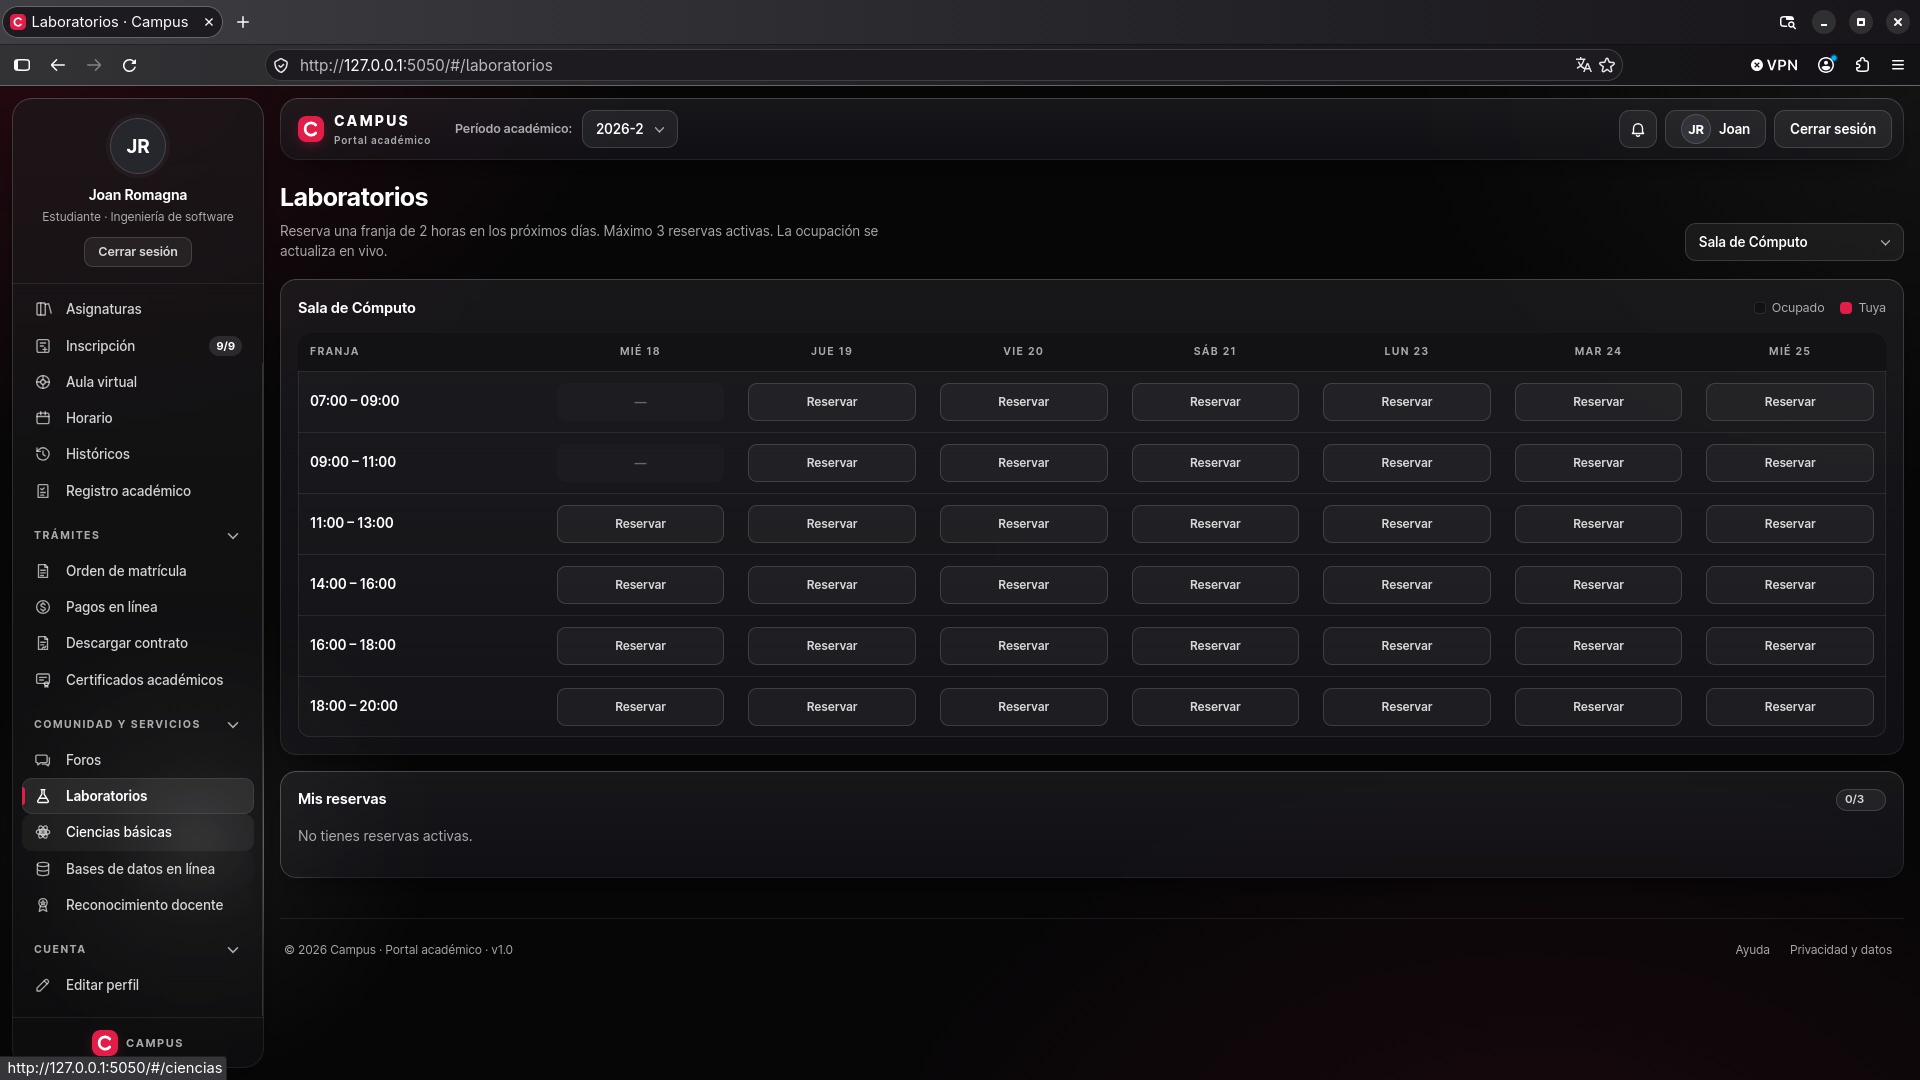 Laboratorios · Campus
http://127.0.0.1:5050/#/laboratorios
VPN
JR
Joan Romagna
Estudiante · Ingeniería de software
Cerrar sesión
Asignaturas
Inscripción 9/9
Aula virtual
Horario
Históricos
Registro académico
TRÁMITES
Orden de matrícula
Pagos en línea
Descargar contrato
Certificados académicos
COMUNIDAD Y SERVICIOS
Foros
Laboratorios
Ciencias básicas
Bases de datos en línea
Reconocimiento docente
CUENTA
Editar perfil
C CAMPUS
http://127.0.0.1:5050/#/ciencias
C CAMPUS
Portal académico
Período académico: 2026-2
JR Joan
Cerrar sesión
Laboratorios
Reserva una franja de 2 horas en los próximos días. Máximo 3 reservas activas. La ocupación se
actualiza en vivo.
Sala de Cómputo
Sala de Cómputo
Ocupado Tuya
FRANJA MIÉ 18 JUE 19 VIE 20 SÁB 21 LUN 23 MAR 24 MIÉ 25
07:00 – 09:00 — Reservar Reservar Reservar Reservar Reservar Reservar
09:00 – 11:00 — Reservar Reservar Reservar Reservar Reservar Reservar
11:00 – 13:00 Reservar Reservar Reservar Reservar Reservar Reservar Reservar
14:00 – 16:00 Reservar Reservar Reservar Reservar Reservar Reservar Reservar
16:00 – 18:00 Reservar Reservar Reservar Reservar Reservar Reservar Reservar
18:00 – 20:00 Reservar Reservar Reservar Reservar Reservar Reservar Reservar
Mis reservas 0/3
No tienes reservas activas.
© 2026 Campus · Portal académico · v1.0
Ayuda Privacidad y datos